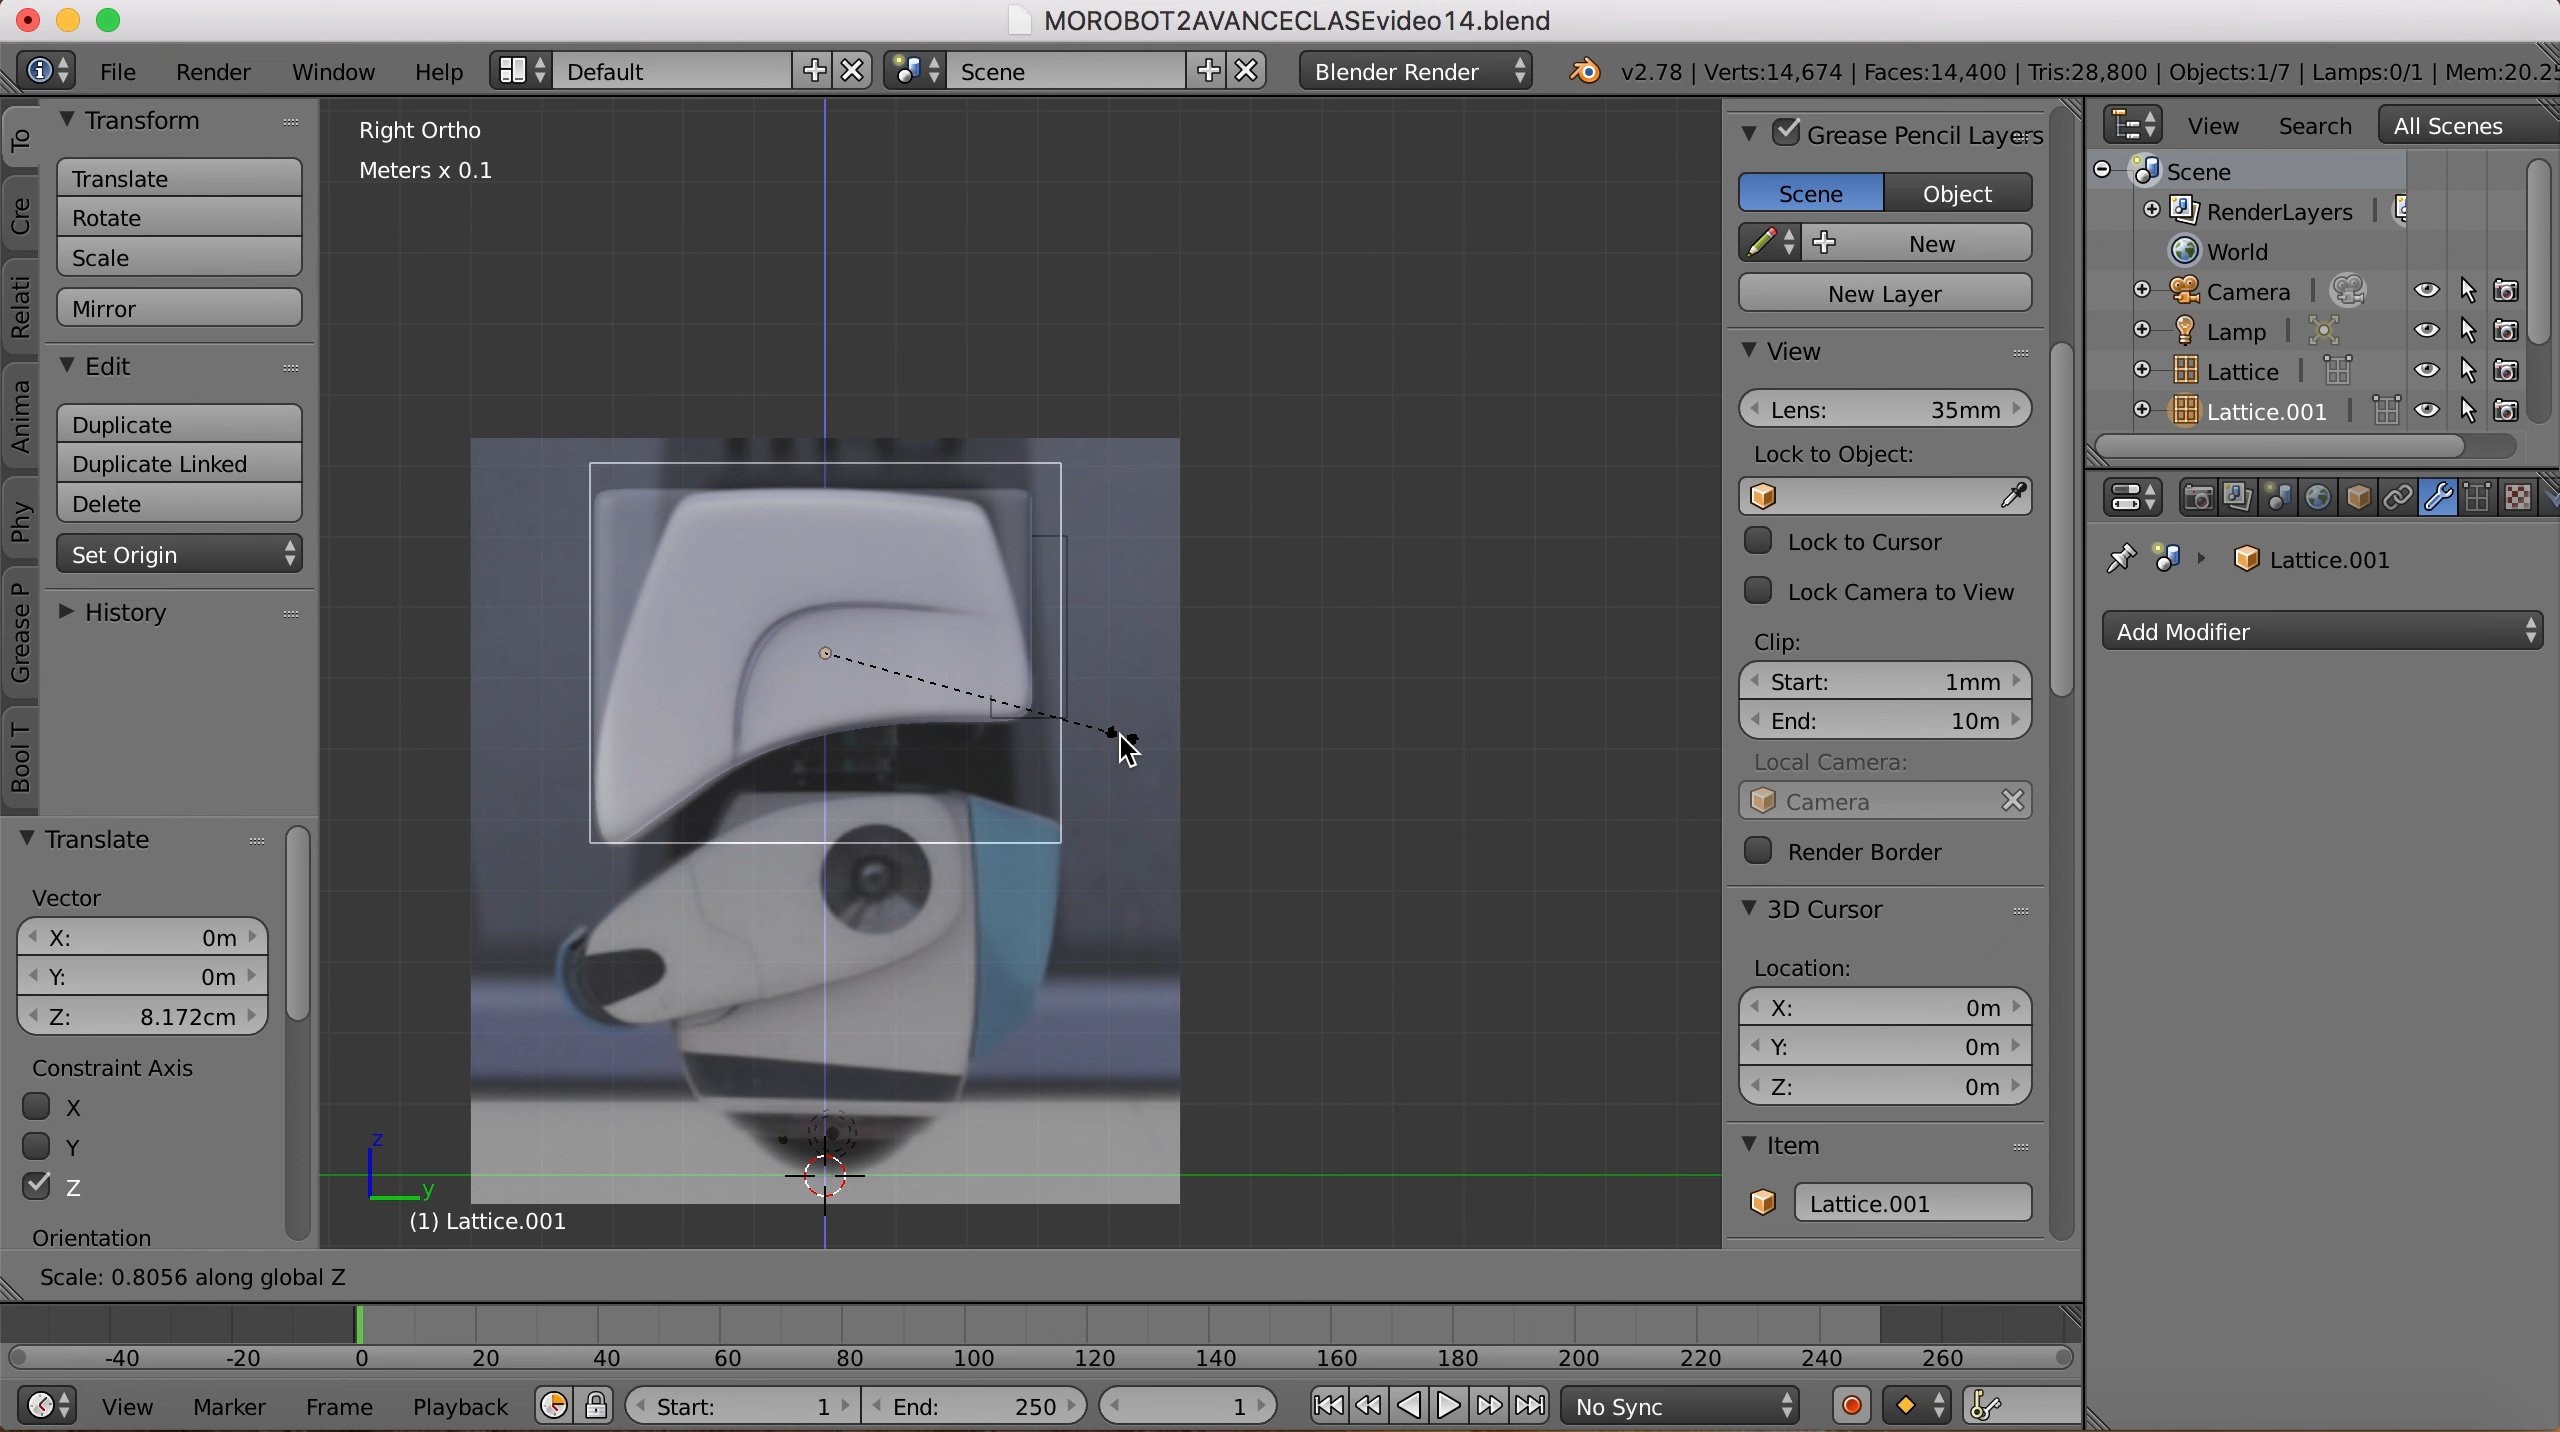 MOROBOT2AVANCECLASEvideo14.blend
File Render Window Help Default Scene Blender Render v2.78 | Verts:14,674 | Faces:14,400 | Tris:28,800 | Objects:1/7 | Lamps:0/1 | Mem:20.2
To
Cre
Relati
Anima
Phy
Grease P
Bool T
Transform
Translate
Rotate
Scale
Mirror
Edit
Duplicate
Duplicate Linked
Delete
Set Origin
History
Translate
Vector
X: 0m
Y: 0m
Z: 8.172cm
Constraint Axis
X
Y
Z
Orientation
Right Ortho
Meters x 0.1
z
y
(1) Lattice.001
Scale: 0.8056 along global Z
Grease Pencil Layers
Scene Object
New
New Layer
View
Lens: 35mm
Lock to Object:
Lock to Cursor
Lock Camera to View
Clip:
Start: 1mm
End: 10m
Local Camera:
Camera
Render Border
3D Cursor
Location:
X: 0m
Y: 0m
Z: 0m
Item
Lattice.001
View Search All Scenes
Scene
RenderLayers
World
Camera
Lamp
Lattice
Lattice.001
Lattice.001
Add Modifier
-40 -20 0 20 40 60 80 100 120 140 160 180 200 220 240 260
View Marker Frame Playback Start: 1 End: 250 1 No Sync